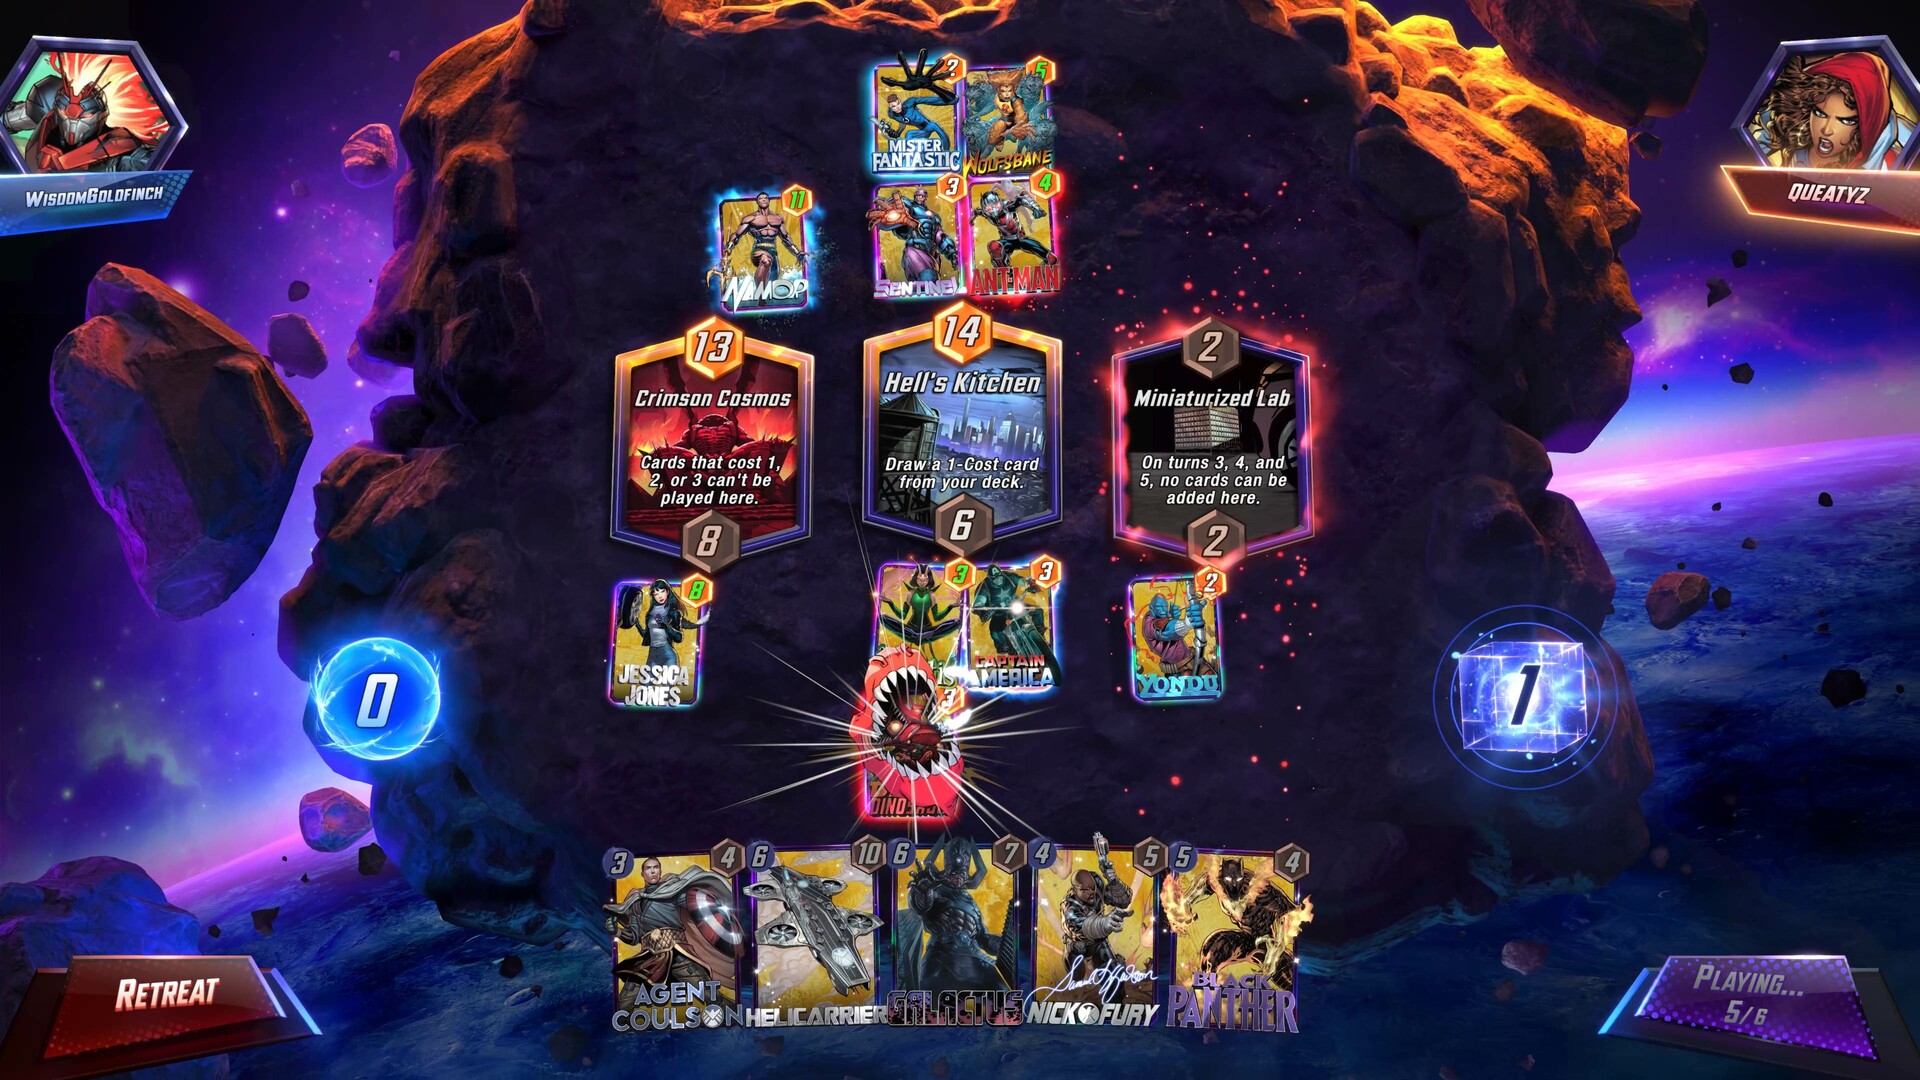 WISDOMGOLDFINCH
QUEATYZ
2
5
MISTER
FANTASTIC
WOLFSBANE
3
4
SENTINEL
ANT-MAN
11
NAMOR
13
Crimson Cosmos
Cards that cost 1,
2, or 3 can't be
played here.
8
14
Hell's Kitchen
Draw a 1-Cost card
from your deck.
6
2
Miniaturized Lab
On turns 3, 4, and
5, no cards can be
added here.
2
8
JESSICA
JONES
3
3
CAPTAIN
AMERICA
2
YONDU
3
0
1
3
4
AGENT
COULSON
6
10
HELICARRIER
6
7
GALACTUS
4
5
NICK FURY
5
4
BLACK
PANTHER
RETREAT
PLAYING...
5/6